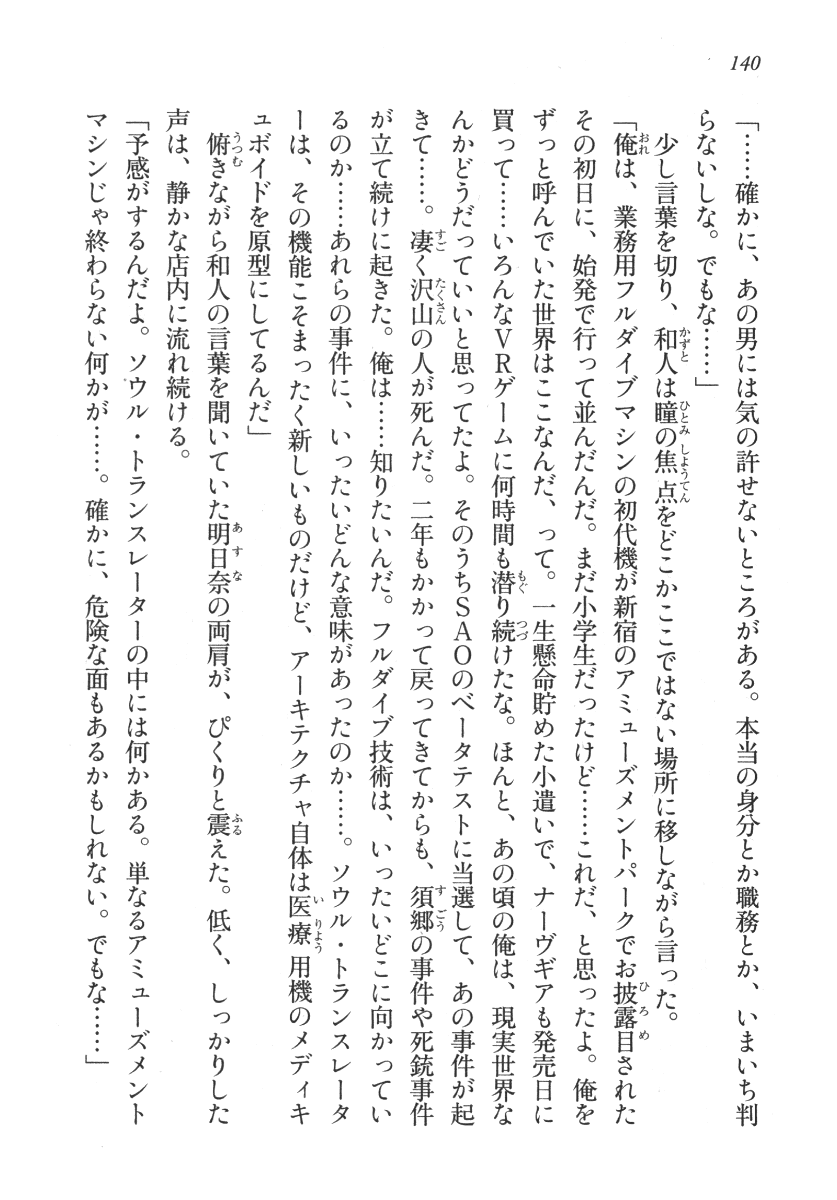 140
「……確かに、あの男には気の許せないところがある。本当の身分とか職務とか、いまいち判
らないしな。でもな……」
　少し言葉を切り、和人は瞳の焦点をどこかここではない場所に移しながら言った。
「俺は、業務用フルダイブマシンの初代機が新宿のアミューズメントパークでお披露目された
その初日に、始発で行って並んだんだ。まだ小学生だったけど……これだ、と思ったよ。俺を
ずっと呼んでいた世界はここなんだ、って。一生懸命貯めた小遣いで、ナーヴギアも発売日に
買って……いろんなVRゲームに何時間も潜り続けたな。ほんと、あの頃の俺は、現実世界な
んかどうだっていいと思ってたよ。そのうちSAOのベータテストに当選して、あの事件が起
きて……。凄く沢山の人が死んだ。二年もかかって戻ってきてからも、須郷の事件や死銃事件
が立て続けに起きた。俺は……知りたいんだ。フルダイブ技術は、いったいどこに向かってい
るのか……あれらの事件に、いったいどんな意味があったのか……。ソウル・トランスレータ
ーは、その機能こそまったく新しいものだけど、アーキテクチャ自体は医療用機のメディキ
ュボイドを原型にしてるんだ」
　俯きながら和人の言葉を聞いていた明日奈の両肩が、ぴくりと震えた。低く、しっかりした
声は、静かな店内に流れ続ける。
「予感がするんだよ。ソウル・トランスレーターの中には何かある。単なるアミューズメント
マシンじゃ終わらない何かが……。確かに、危険な面もあるかもしれない。でもな……」